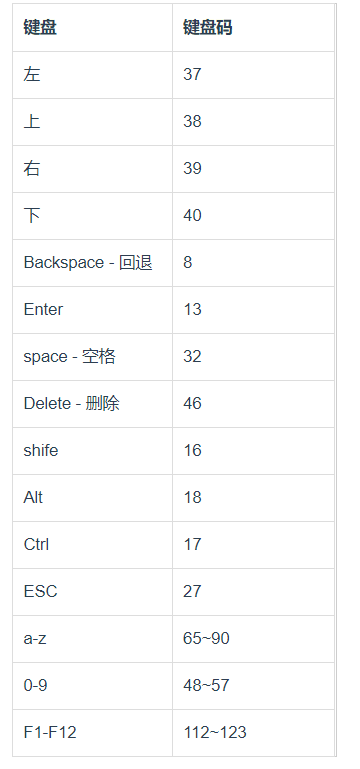 键盘 键盘码
左 37
上 38
右 39
下 40
Backspace - 回退 8
Enter 13
space - 空格 32
Delete - 删除 46
shife 16
Alt 18
Ctrl 17
ESC 27
a-z 65~90
0-9 48~57
F1-F12 112~123